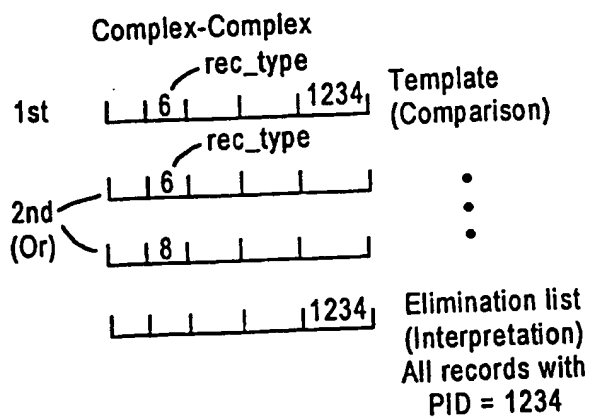 Complex-Complex
rec_type
1st 6 1234 Template
(Comparison)
rec_type
6
2nd
(Or)
8
1234 Elimination list
(Interpretation)
All records with
PID = 1234